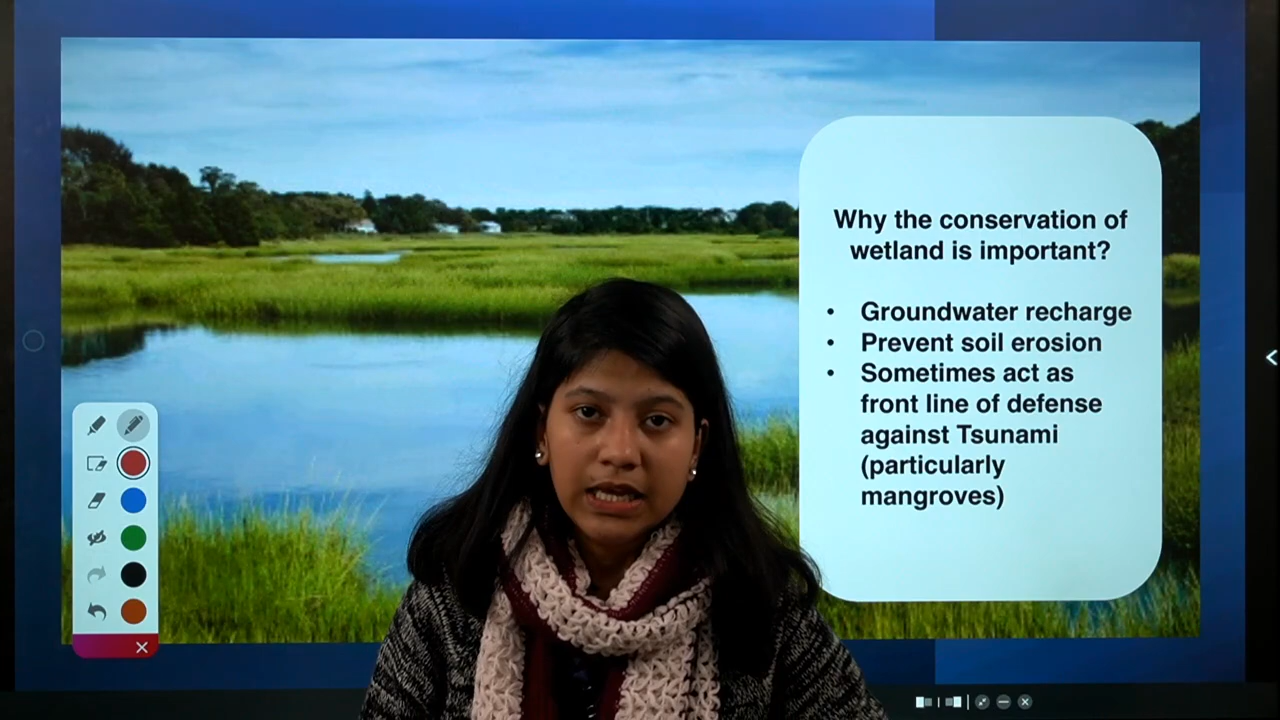 Why the conservation of
wetland is important?
• Groundwater recharge
• Prevent soil erosion
• Sometimes act as
front line of defense
against Tsunami
(particularly
mangroves)